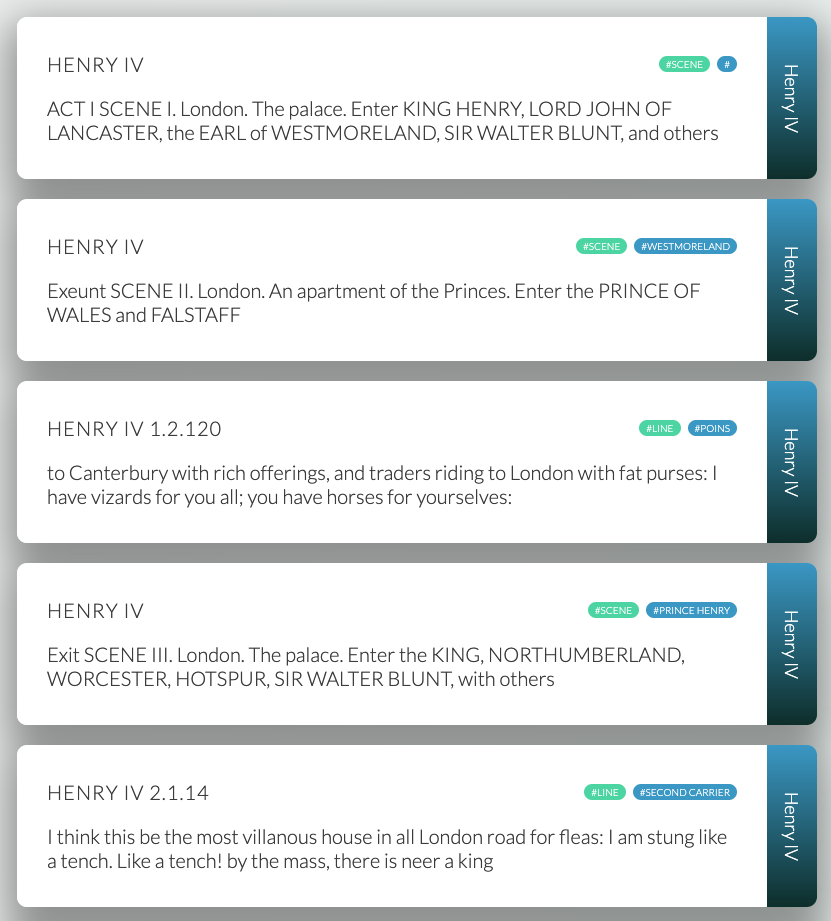 HENRY IV
#SCENE #
ACT I SCENE I. London. The palace. Enter KING HENRY, LORD JOHN OF
LANCASTER, the EARL of WESTMORELAND, SIR WALTER BLUNT, and others
Henry IV
HENRY IV
#SCENE #WESTMORELAND
Exeunt SCENE II. London. An apartment of the Princes. Enter the PRINCE OF
WALES and FALSTAFF
Henry IV
HENRY IV 1.2.120
#LINE #POINS
to Canterbury with rich offerings, and traders riding to London with fat purses: I
have vizards for you all; you have horses for yourselves:
Henry IV
HENRY IV
#SCENE #PRINCE HENRY
Exit SCENE III. London. The palace. Enter the KING, NORTHUMBERLAND,
WORCESTER, HOTSPUR, SIR WALTER BLUNT, with others
Henry IV
HENRY IV 2.1.14
#LINE #SECOND CARRIER
I think this be the most villanous house in all London road for fleas: I am stung like
a tench. Like a tench! by the mass, there is neer a king
Henry IV